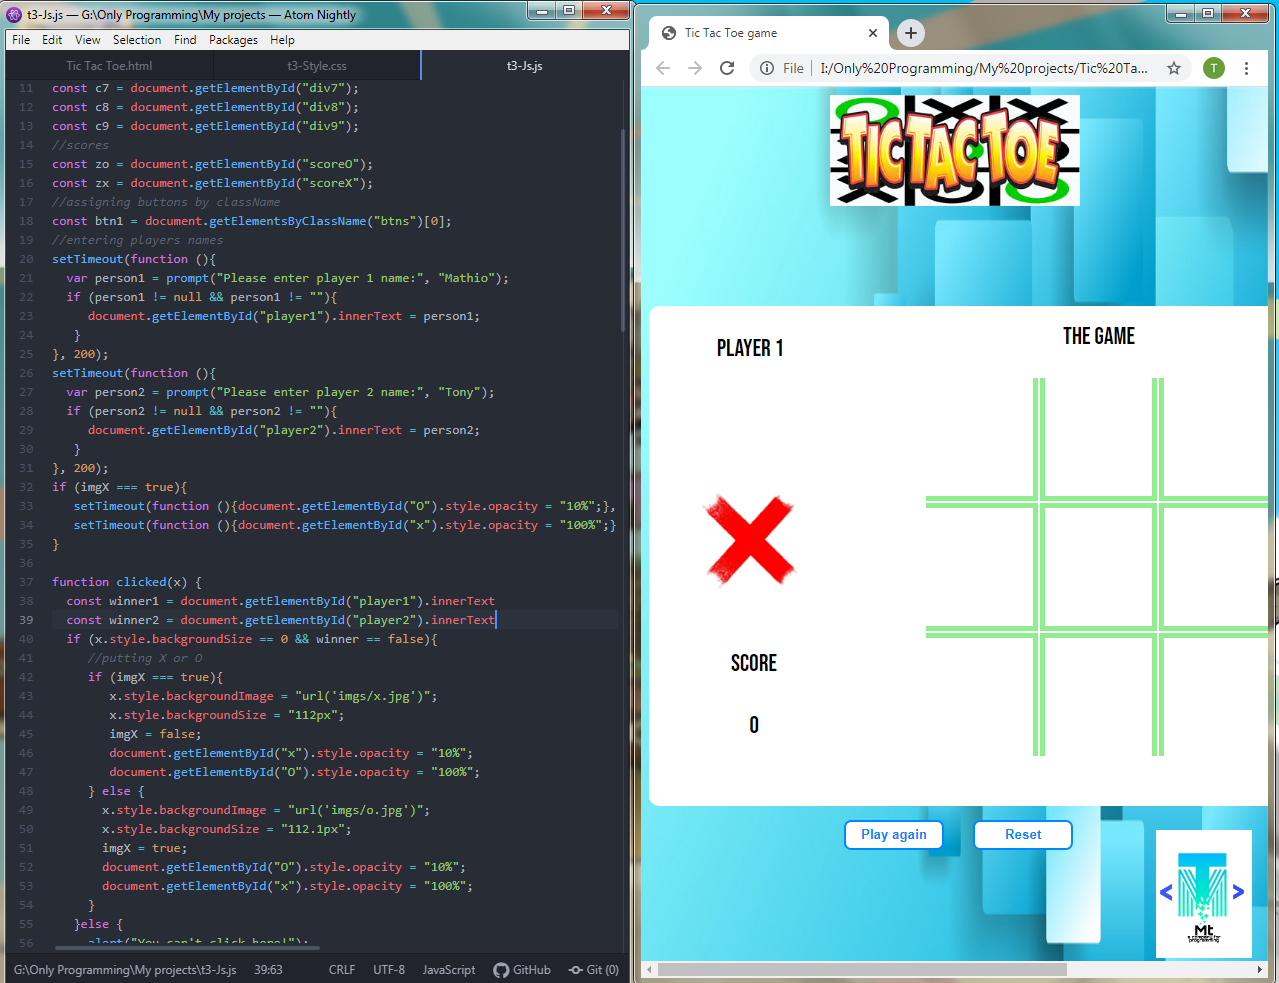 t3-Js.js — G:\Only Programming\My projects — Atom Nightly
File Edit View Selection Find Packages Help
Tic Tac Toe.html t3-Style.css t3-Js.js
11 const c7 = document.getElementById("div7");
12 const c8 = document.getElementById("div8");
13 const c9 = document.getElementById("div9");
14 //scores
15 const zo = document.getElementById("scoreO");
16 const zx = document.getElementById("scoreX");
17 //assigning buttons by className
18 const btn1 = document.getElementsByClassName("btns")[0];
19 //entering players names
20 setTimeout(function (){
21 var person1 = prompt("Please enter player 1 name:", "Mathio");
22 if (person1 != null && person1 != ""){
23 document.getElementById("player1").innerText = person1;
24 }
25 }, 200);
26 setTimeout(function (){
27 var person2 = prompt("Please enter player 2 name:", "Tony");
28 if (person2 != null && person2 != ""){
29 document.getElementById("player2").innerText = person2;
30 }
31 }, 200);
32 if (imgX === true){
33 setTimeout(function (){document.getElementById("O").style.opacity = "10%";},
34 setTimeout(function (){document.getElementById("x").style.opacity = "100%";}
35 }
36
37 function clicked(x) {
38 const winner1 = document.getElementById("player1").innerText
39 const winner2 = document.getElementById("player2").innerText
40 if (x.style.backgroundSize == 0 && winner == false){
41 //putting X or O
42 if (imgX === true){
43 x.style.backgroundImage = "url('imgs/x.jpg')";
44 x.style.backgroundSize = "112px";
45 imgX = false;
46 document.getElementById("x").style.opacity = "10%";
47 document.getElementById("O").style.opacity = "100%";
48 } else {
49 x.style.backgroundImage = "url('imgs/o.jpg')";
50 x.style.backgroundSize = "112.1px";
51 imgX = true;
52 document.getElementById("O").style.opacity = "10%";
53 document.getElementById("x").style.opacity = "100%";
54 }
55 }else {
56 alert("You can't click here!");
G:\Only Programming\My projects\t3-Js.js 39:63 CRLF UTF-8 JavaScript GitHub Git (0)
Tic Tac Toe game
File I:/Only%20Programming/My%20projects/Tic%20Ta... T
TIC TAC TOE
PLAYER 1
THE GAME
SCORE
0
Play again Reset
< T M >
Mt
a company for
programming